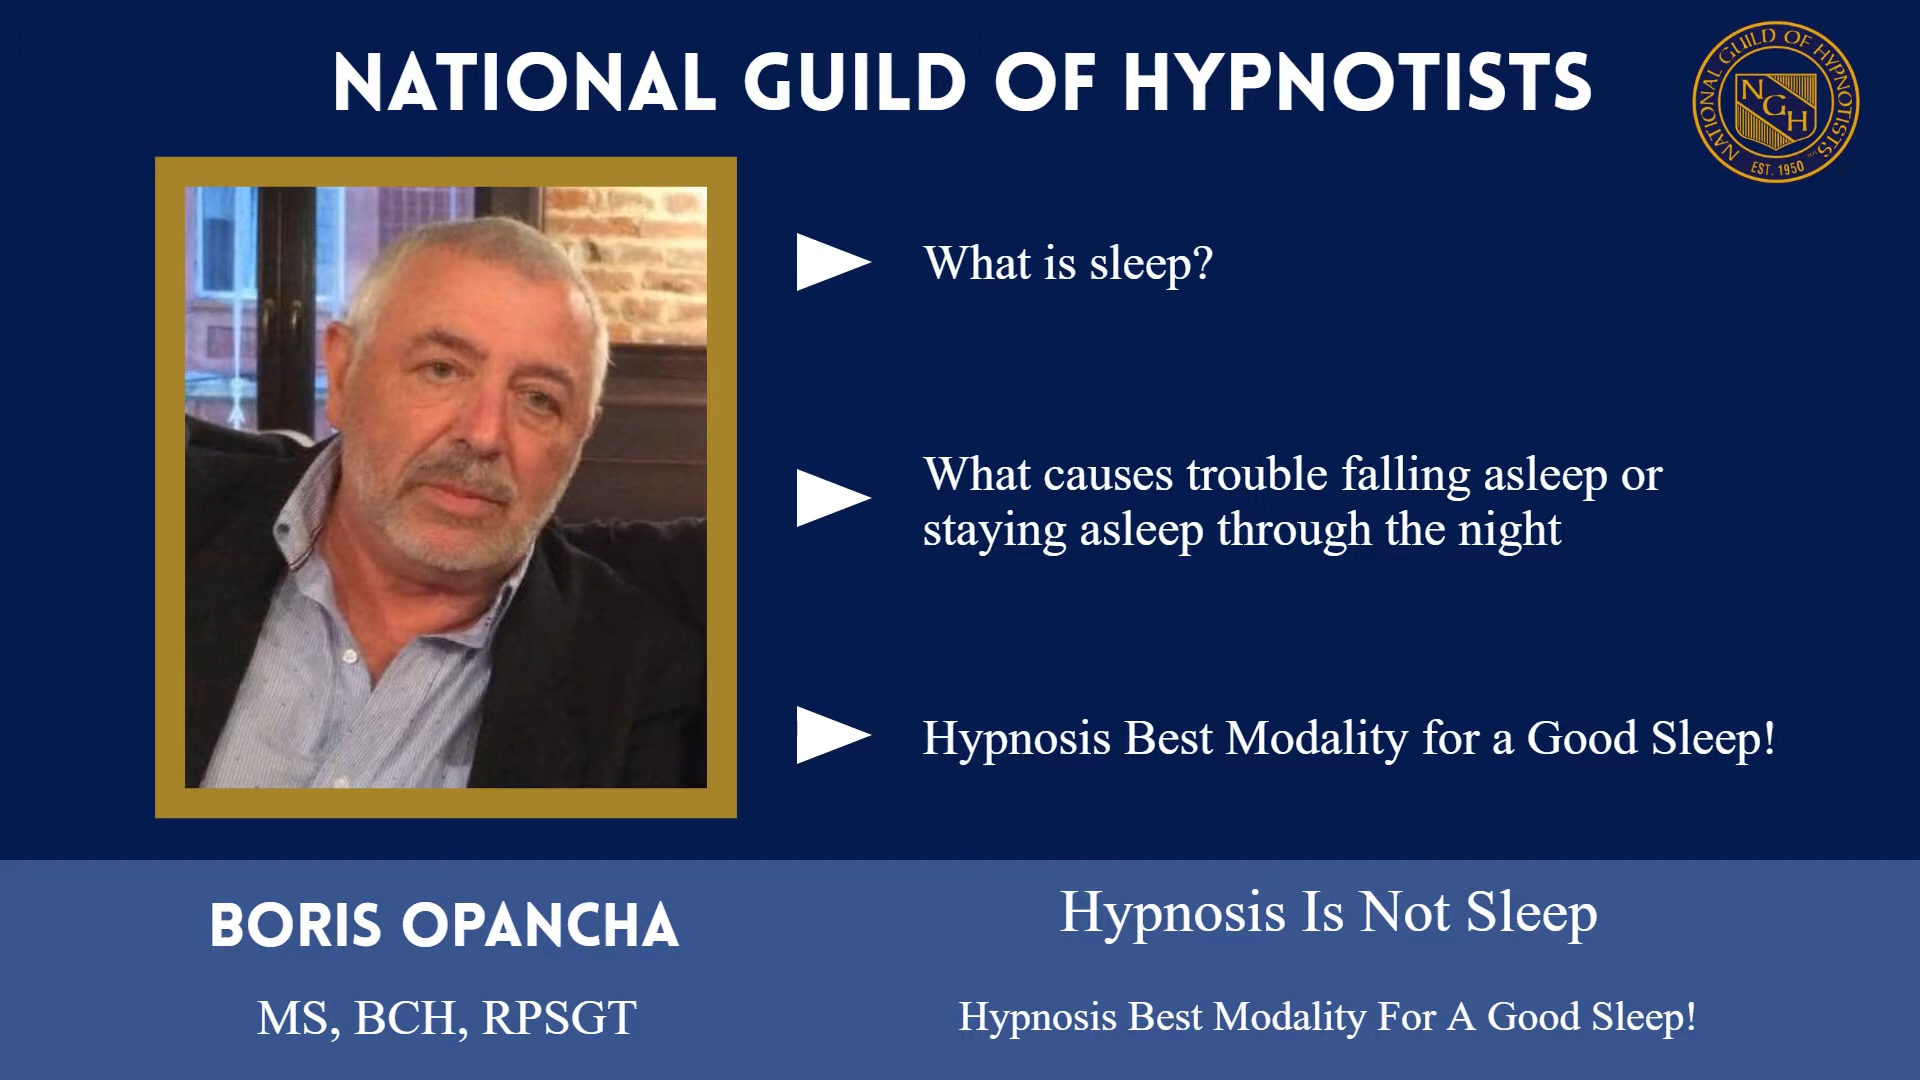 NATIONAL GUILD OF HYPNOTISTS
NATIONAL GUILD OF HYPNOTISTS, INC.
NGH
EST. 1950
What is sleep?
What causes trouble falling asleep or
staying asleep through the night
Hypnosis Best Modality for a Good Sleep!
BORIS OPANCHA
MS, BCH, RPSGT
Hypnosis Is Not Sleep
Hypnosis Best Modality For A Good Sleep!